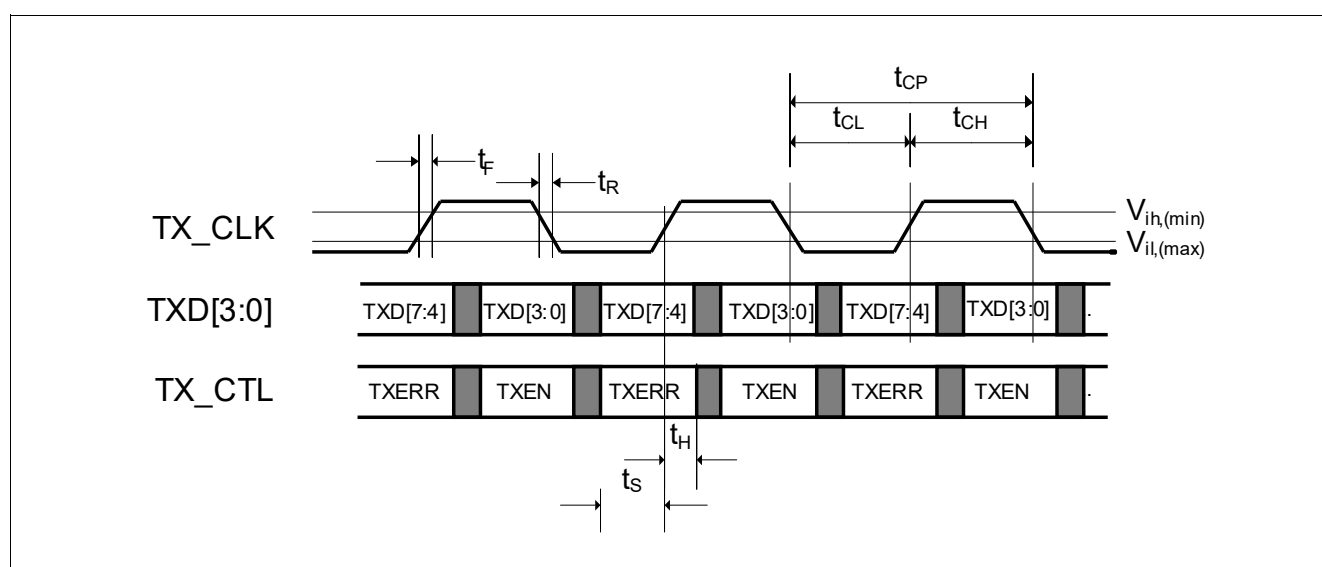 tCP
tCL tCH
tF
tR
TX_CLK
Vih,(min)
Vil,(max)
TXD[3:0]
TXD[7:4] TXD[3:0] TXD[7:4] TXD[3:0] TXD[7:4] TXD[3:0] .
TX_CTL
TXERR TXEN TXERR TXEN TXERR TXEN .
tH
tS